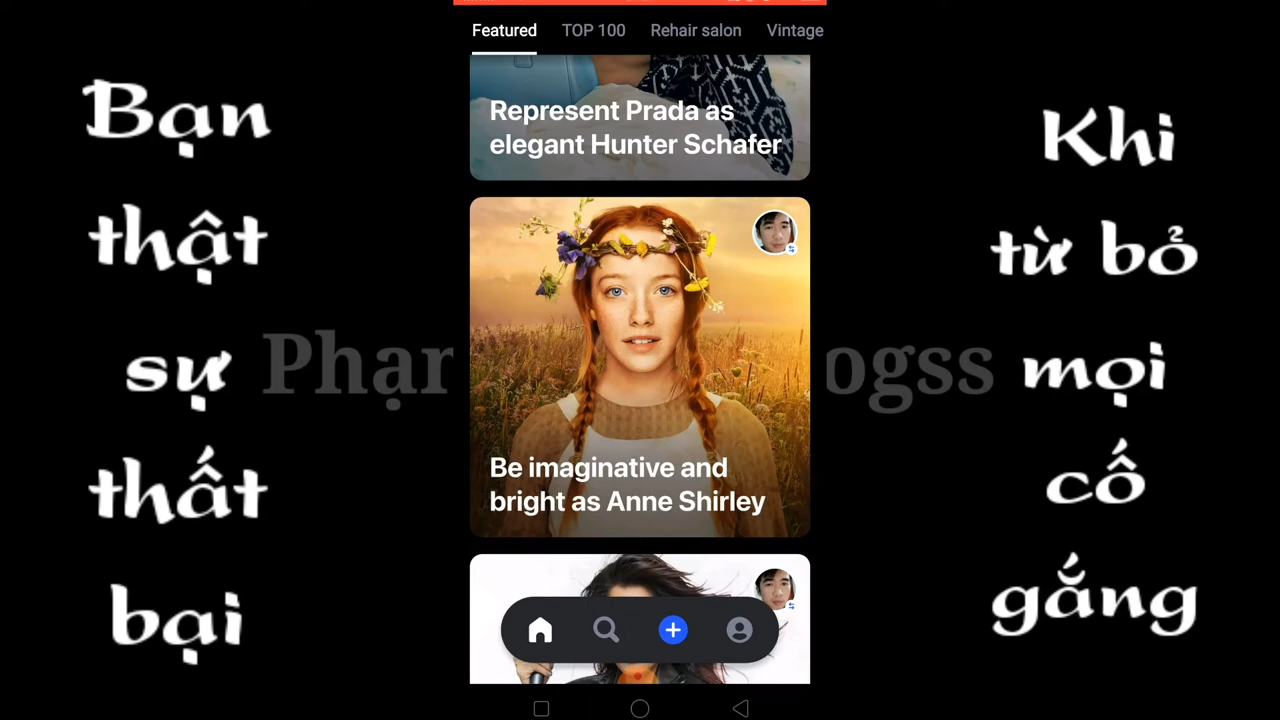 Featured TOP 100 Rehair salon Vintage
Represent Prada as
elegant Hunter Schafer
Be imaginative and
bright as Anne Shirley
Bạn
thật
sự
thất
bại
Khi
từ bỏ
mọi
cố
gắng